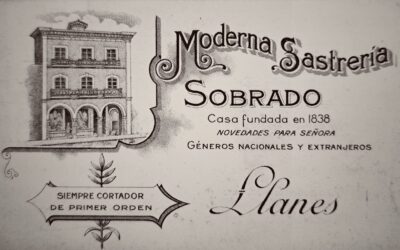 Moderna Sastrería
SOBRADO
Casa fundada en 1838
NOVEDADES PARA SEÑORA
GÉNEROS NACIONALES Y EXTRANJEROS
SIEMPRE CORTADOR
DE PRIMER ORDEN
Llanes